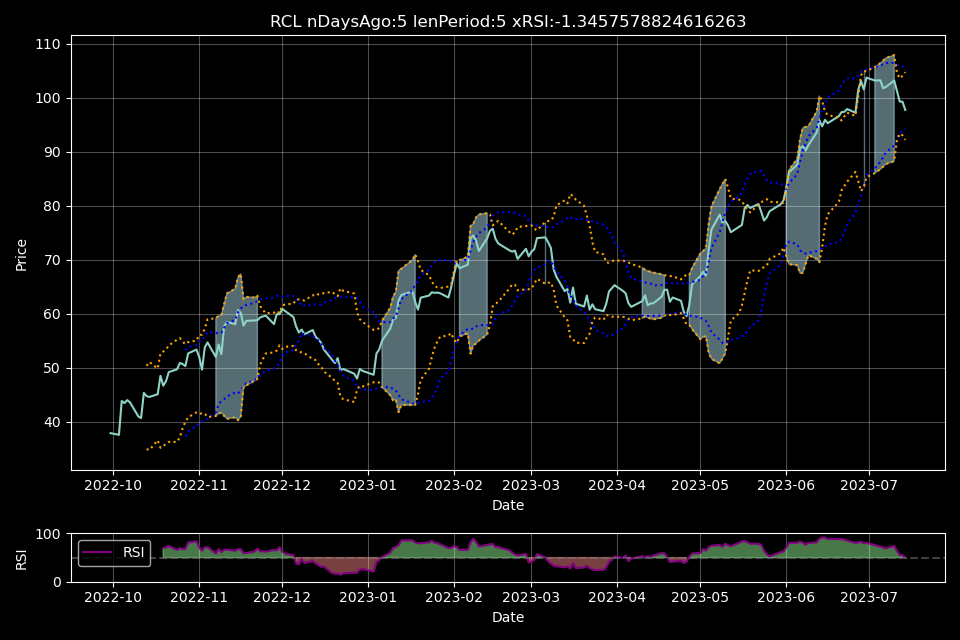 RCL nDaysAgo:5 lenPeriod:5 xRSI:-1.3457578824616263
110
100
90
80
70
60
50
40
Price
2022-10 2022-11 2022-12 2023-01 2023-02 2023-03 2023-04 2023-05 2023-06 2023-07
Date
100
0
RSI
RSI
2022-10 2022-11 2022-12 2023-01 2023-02 2023-03 2023-04 2023-05 2023-06 2023-07
Date